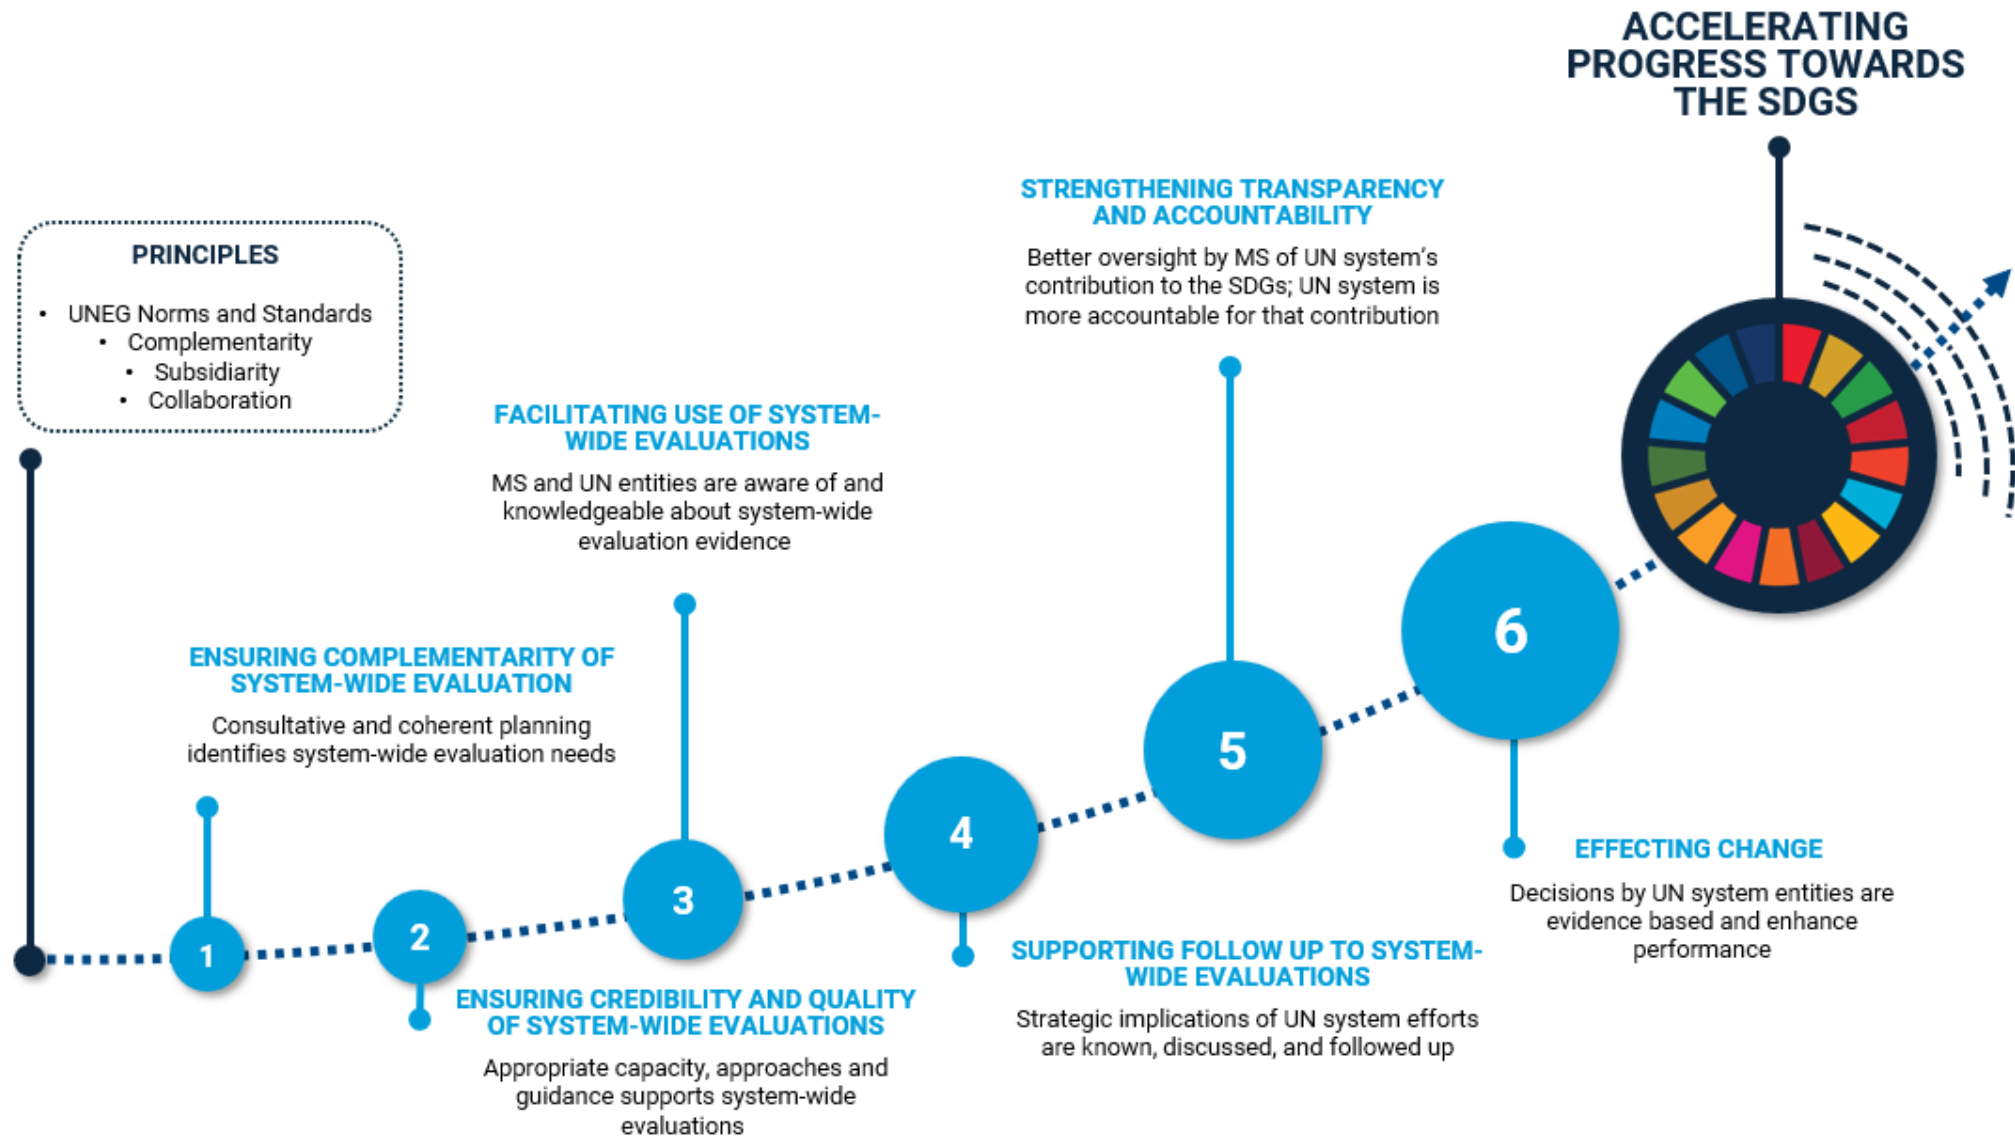 ACCELERATING
PROGRESS TOWARDS
THE SDGS
PRINCIPLES
• UNEG Norms and Standards
• Complementarity
• Subsidiarity
• Collaboration
1
ENSURING COMPLEMENTARITY OF
SYSTEM-WIDE EVALUATION
Consultative and coherent planning
identifies system-wide evaluation needs
2
ENSURING CREDIBILITY AND QUALITY
OF SYSTEM-WIDE EVALUATIONS
Appropriate capacity, approaches and
guidance supports system-wide
evaluations
3
FACILITATING USE OF SYSTEM-
WIDE EVALUATIONS
MS and UN entities are aware of and
knowledgeable about system-wide
evaluation evidence
4
SUPPORTING FOLLOW UP TO SYSTEM-
WIDE EVALUATIONS
Strategic implications of UN system efforts
are known, discussed, and followed up
5
STRENGTHENING TRANSPARENCY
AND ACCOUNTABILITY
Better oversight by MS of UN system's
contribution to the SDGs; UN system is
more accountable for that contribution
6
EFFECTING CHANGE
Decisions by UN system entities are
evidence based and enhance
performance